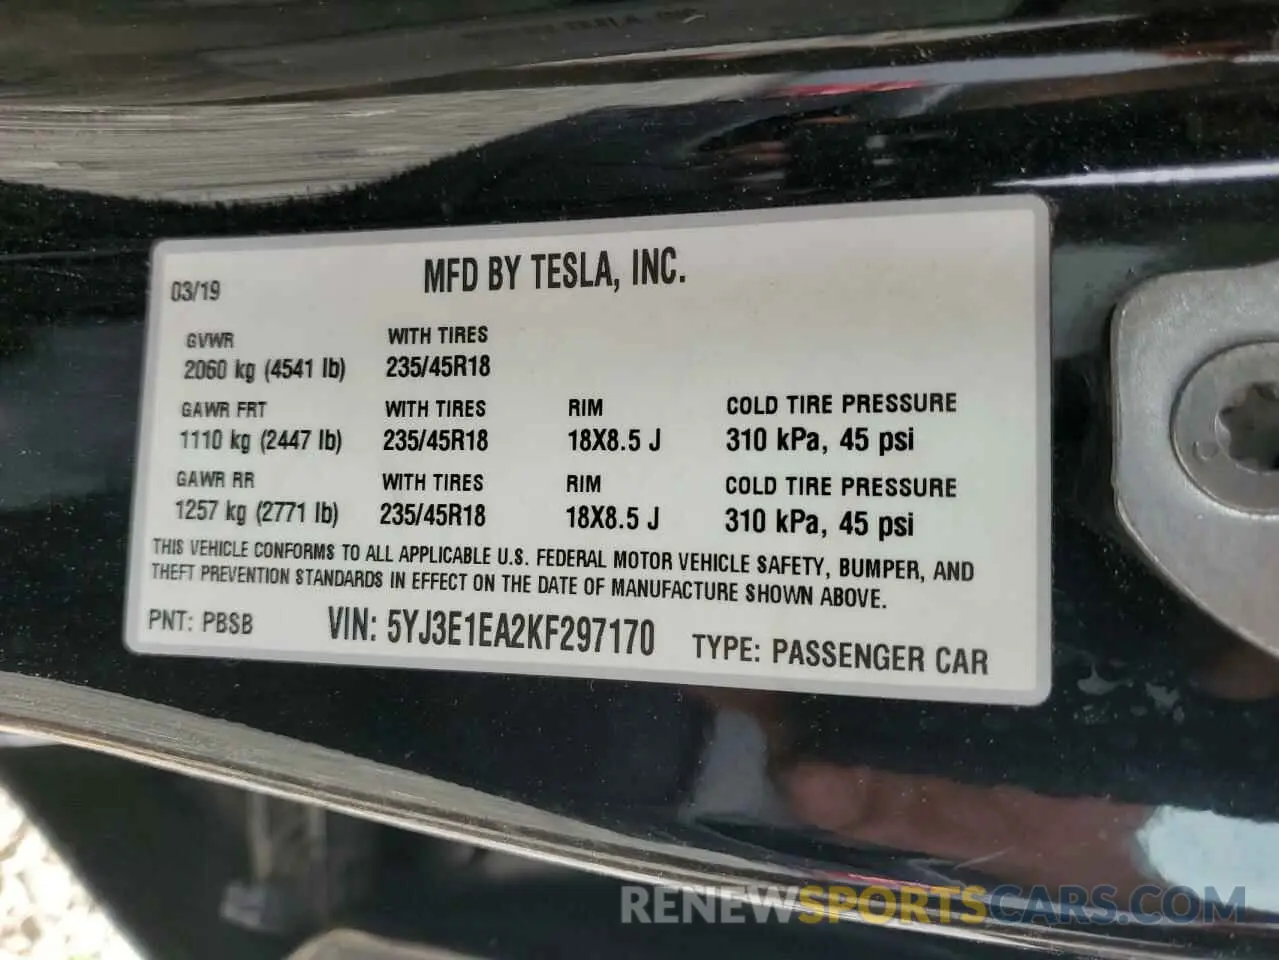 03/19 MFD BY TESLA, INC.
GVWR WITH TIRES
2060 kg (4541 lb) 235/45R18
GAWR FRT WITH TIRES RIM COLD TIRE PRESSURE
1110 kg (2447 lb) 235/45R18 18X8.5 J 310 kPa, 45 psi
GAWR RR WITH TIRES RIM COLD TIRE PRESSURE
1257 kg (2771 lb) 235/45R18 18X8.5 J 310 kPa, 45 psi
THIS VEHICLE CONFORMS TO ALL APPLICABLE U.S. FEDERAL MOTOR VEHICLE SAFETY, BUMPER, AND
THEFT PREVENTION STANDARDS IN EFFECT ON THE DATE OF MANUFACTURE SHOWN ABOVE.
PNT: PBSB VIN: 5YJ3E1EA2KF297170 TYPE: PASSENGER CAR
RENEWSPORTSCARS.COM